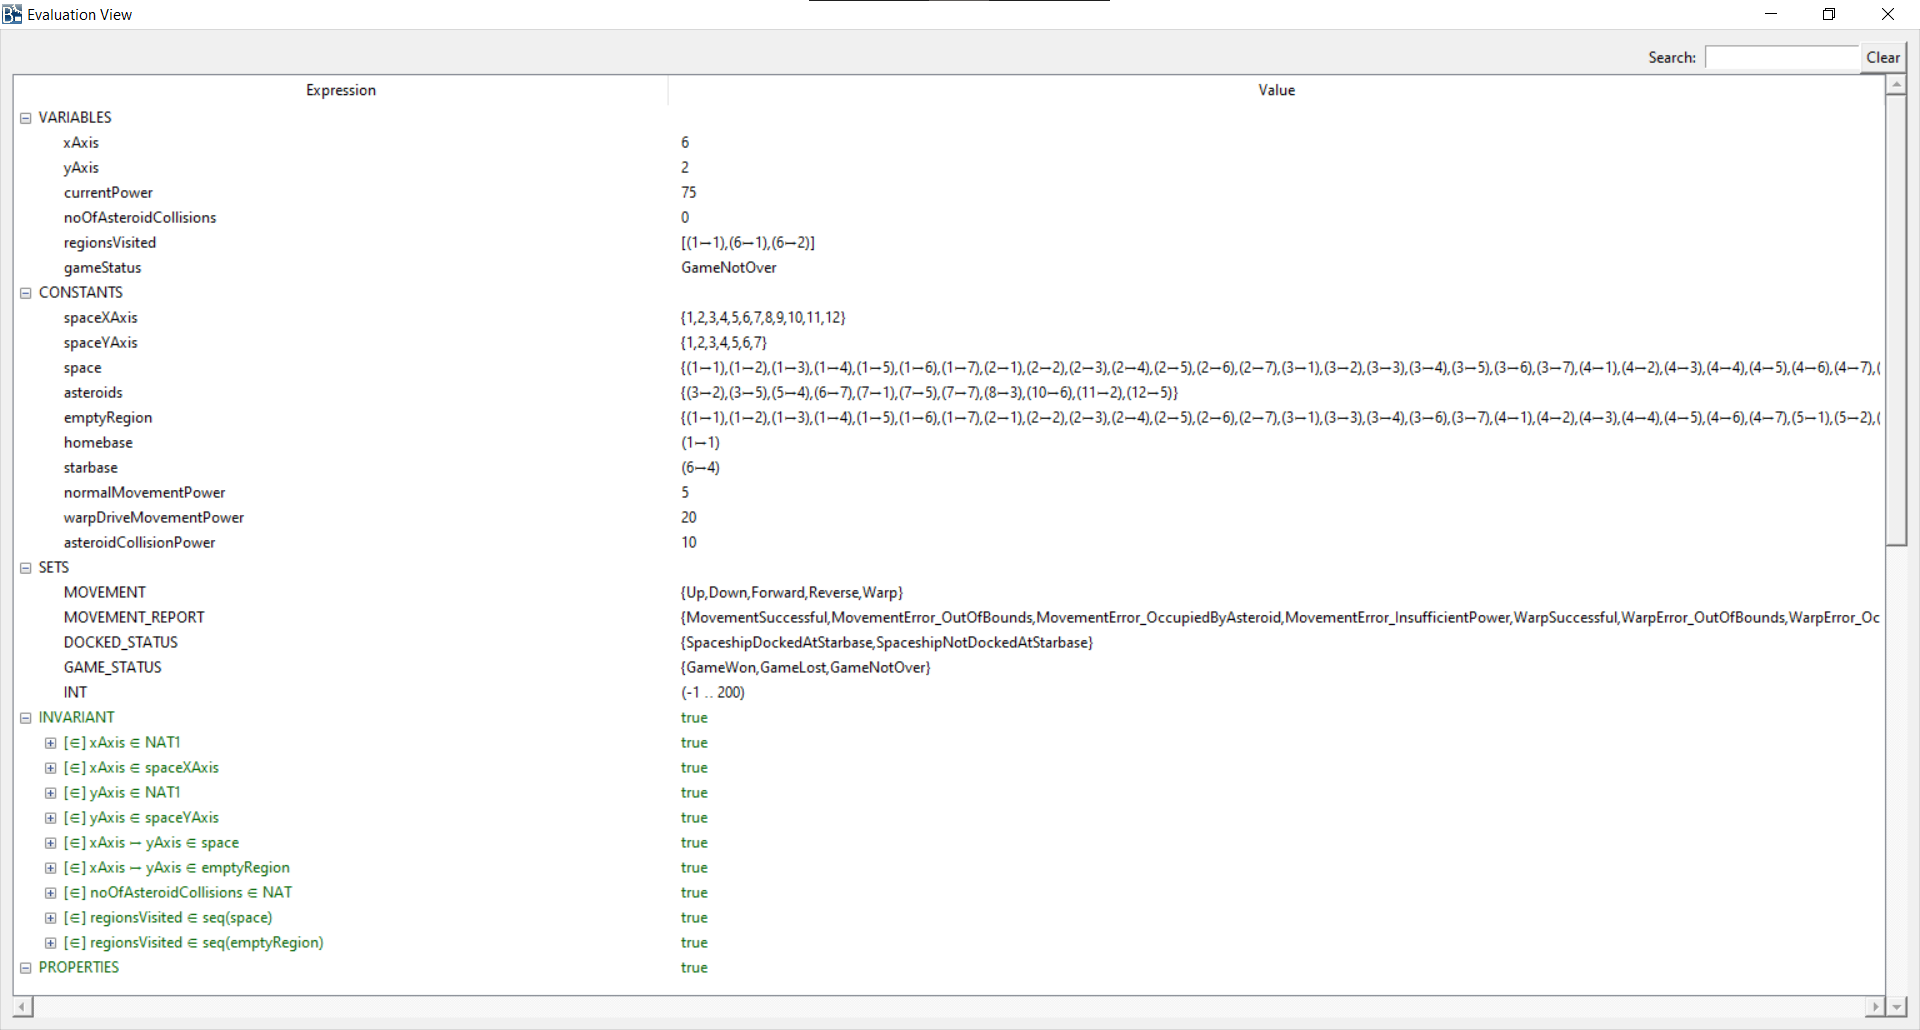 Evaluation View
Search: Clear
Expression Value
VARIABLES
xAxis 6
yAxis 2
currentPower 75
noOfAsteroidCollisions 0
regionsVisited [(1↦1),(6↦1),(6↦2)]
gameStatus GameNotOver
CONSTANTS
spaceXAxis {1,2,3,4,5,6,7,8,9,10,11,12}
spaceYAxis {1,2,3,4,5,6,7}
space {(1↦1),(1↦2),(1↦3),(1↦4),(1↦5),(1↦6),(1↦7),(2↦1),(2↦2),(2↦3),(2↦4),(2↦5),(2↦6),(2↦7),(3↦1),(3↦2),(3↦3),(3↦4),(3↦5),(3↦6),(3↦7),(4↦1),(4↦2),(4↦3),(4↦4),(4↦5),(4↦6),(4↦7),(
asteroids {(3↦2),(3↦5),(5↦4),(6↦7),(7↦1),(7↦5),(7↦7),(8↦3),(10↦6),(11↦2),(12↦5)}
emptyRegion {(1↦1),(1↦2),(1↦3),(1↦4),(1↦5),(1↦6),(1↦7),(2↦1),(2↦2),(2↦3),(2↦4),(2↦5),(2↦6),(2↦7),(3↦1),(3↦3),(3↦4),(3↦6),(3↦7),(4↦1),(4↦2),(4↦3),(4↦4),(4↦5),(4↦6),(4↦7),(5↦1),(5↦2),(
homebase (1↦1)
starbase (6↦4)
normalMovementPower 5
warpDriveMovementPower 20
asteroidCollisionPower 10
SETS
MOVEMENT {Up,Down,Forward,Reverse,Warp}
MOVEMENT_REPORT {MovementSuccessful,MovementError_OutOfBounds,MovementError_OccupiedByAsteroid,MovementError_InsufficientPower,WarpSuccessful,WarpError_OutOfBounds,WarpError_Oc
DOCKED_STATUS {SpaceshipDockedAtStarbase,SpaceshipNotDockedAtStarbase}
GAME_STATUS {GameWon,GameLost,GameNotOver}
INT (-1 .. 200)
INVARIANT true
[∈] xAxis ∈ NAT1 true
[∈] xAxis ∈ spaceXAxis true
[∈] yAxis ∈ NAT1 true
[∈] yAxis ∈ spaceYAxis true
[∈] xAxis ↦ yAxis ∈ space true
[∈] xAxis ↦ yAxis ∈ emptyRegion true
[∈] noOfAsteroidCollisions ∈ NAT true
[∈] regionsVisited ∈ seq(space) true
[∈] regionsVisited ∈ seq(emptyRegion) true
PROPERTIES true